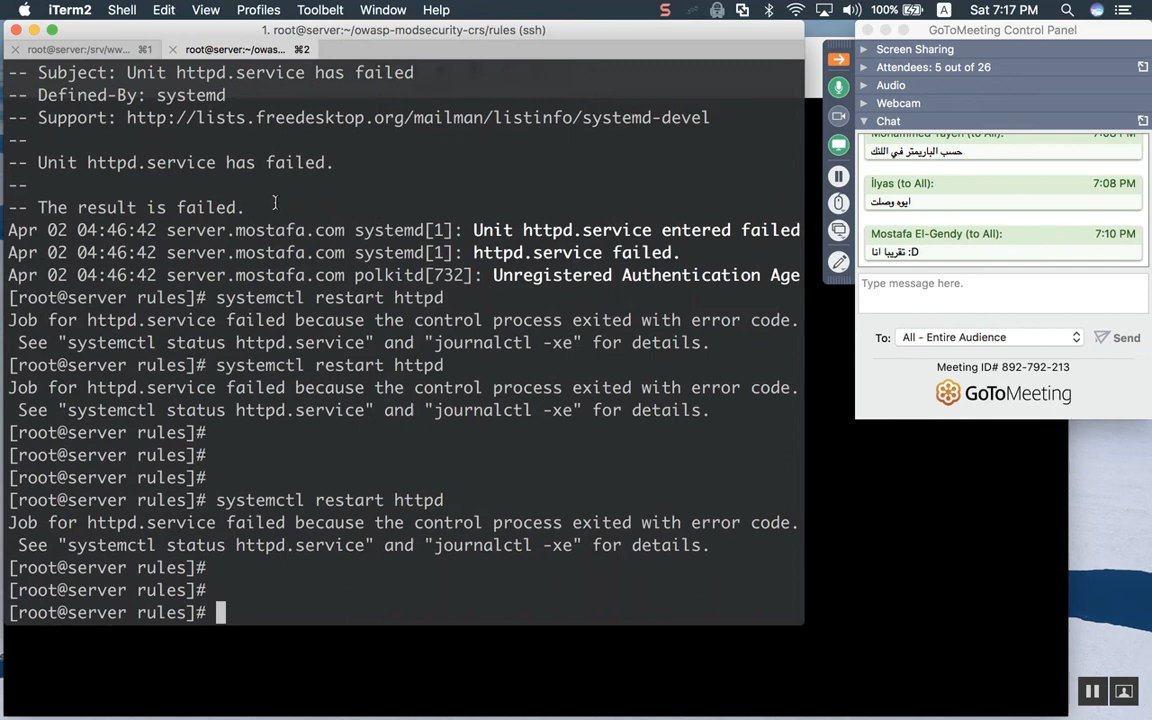 iTerm2 Shell Edit View Profiles Toolbelt Window Help
100% A Sat 7:17 PM
1. root@server:~/owasp-modsecurity-crs/rules (ssh)
root@server:/srv/ww... ⌘1
root@server:~/owas... ⌘2
-- Subject: Unit httpd.service has failed
-- Defined-By: systemd
-- Support: http://lists.freedesktop.org/mailman/listinfo/systemd-devel
--
-- Unit httpd.service has failed.
--
-- The result is failed.
Apr 02 04:46:42 server.mostafa.com systemd[1]: Unit httpd.service entered failed
Apr 02 04:46:42 server.mostafa.com systemd[1]: httpd.service failed.
Apr 02 04:46:42 server.mostafa.com polkitd[732]: Unregistered Authentication Age
[root@server rules]# systemctl restart httpd
Job for httpd.service failed because the control process exited with error code.
See "systemctl status httpd.service" and "journalctl -xe" for details.
[root@server rules]# systemctl restart httpd
Job for httpd.service failed because the control process exited with error code.
See "systemctl status httpd.service" and "journalctl -xe" for details.
[root@server rules]#
[root@server rules]#
[root@server rules]#
[root@server rules]# systemctl restart httpd
Job for httpd.service failed because the control process exited with error code.
See "systemctl status httpd.service" and "journalctl -xe" for details.
[root@server rules]#
[root@server rules]#
[root@server rules]#
GoToMeeting Control Panel
Screen Sharing
Attendees: 5 out of 26
Audio
Webcam
Chat
Mohammed Tayeh (to All): 7:08 PM
حسب الباريمتر في اللنك
İlyas (to All): 7:08 PM
ايوه وصلت
Mostafa El-Gendy (to All): 7:10 PM
تقريبا انا :D
Type message here.
To: All - Entire Audience Send
Meeting ID# 892-792-213
GoToMeeting